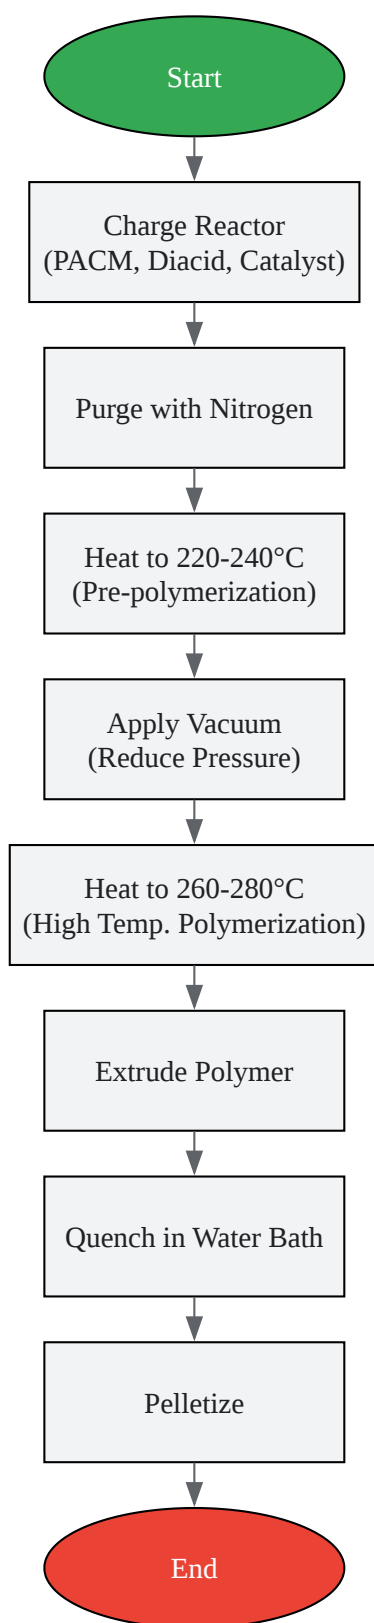 Start
Charge Reactor
(PACM, Diacid, Catalyst)
Purge with Nitrogen
Heat to 220-240°C
(Pre-polymerization)
Apply Vacuum
(Reduce Pressure)
Heat to 260-280°C
(High Temp. Polymerization)
Extrude Polymer
Quench in Water Bath
Pelletize
End